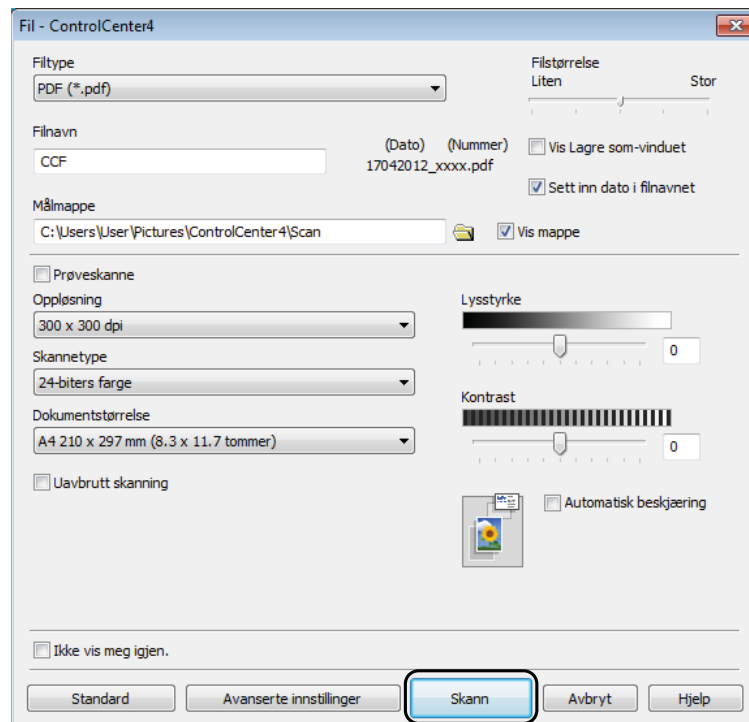 Fil - ControlCenter4
Filtype
PDF (*.pdf)
Filstørrelse
Liten Stor
Filnavn
CCF
(Dato) (Nummer)
17042012_xxxx.pdf
Vis Lagre som-vinduet
Sett inn dato i filnavnet
Målmappe
C:\Users\User\Pictures\ControlCenter4\Scan
Vis mappe
Prøveskanne
Oppløsning
300 x 300 dpi
Skannetype
24-biters farge
Dokumentstørrelse
A4 210 x 297 mm (8.3 x 11.7 tommer)
Uavbrutt skanning
Lysstyrke
0
Kontrast
0
Automatisk beskjæring
Ikke vis meg igjen.
Standard Avanserte innstillinger Skann Avbryt Hjelp